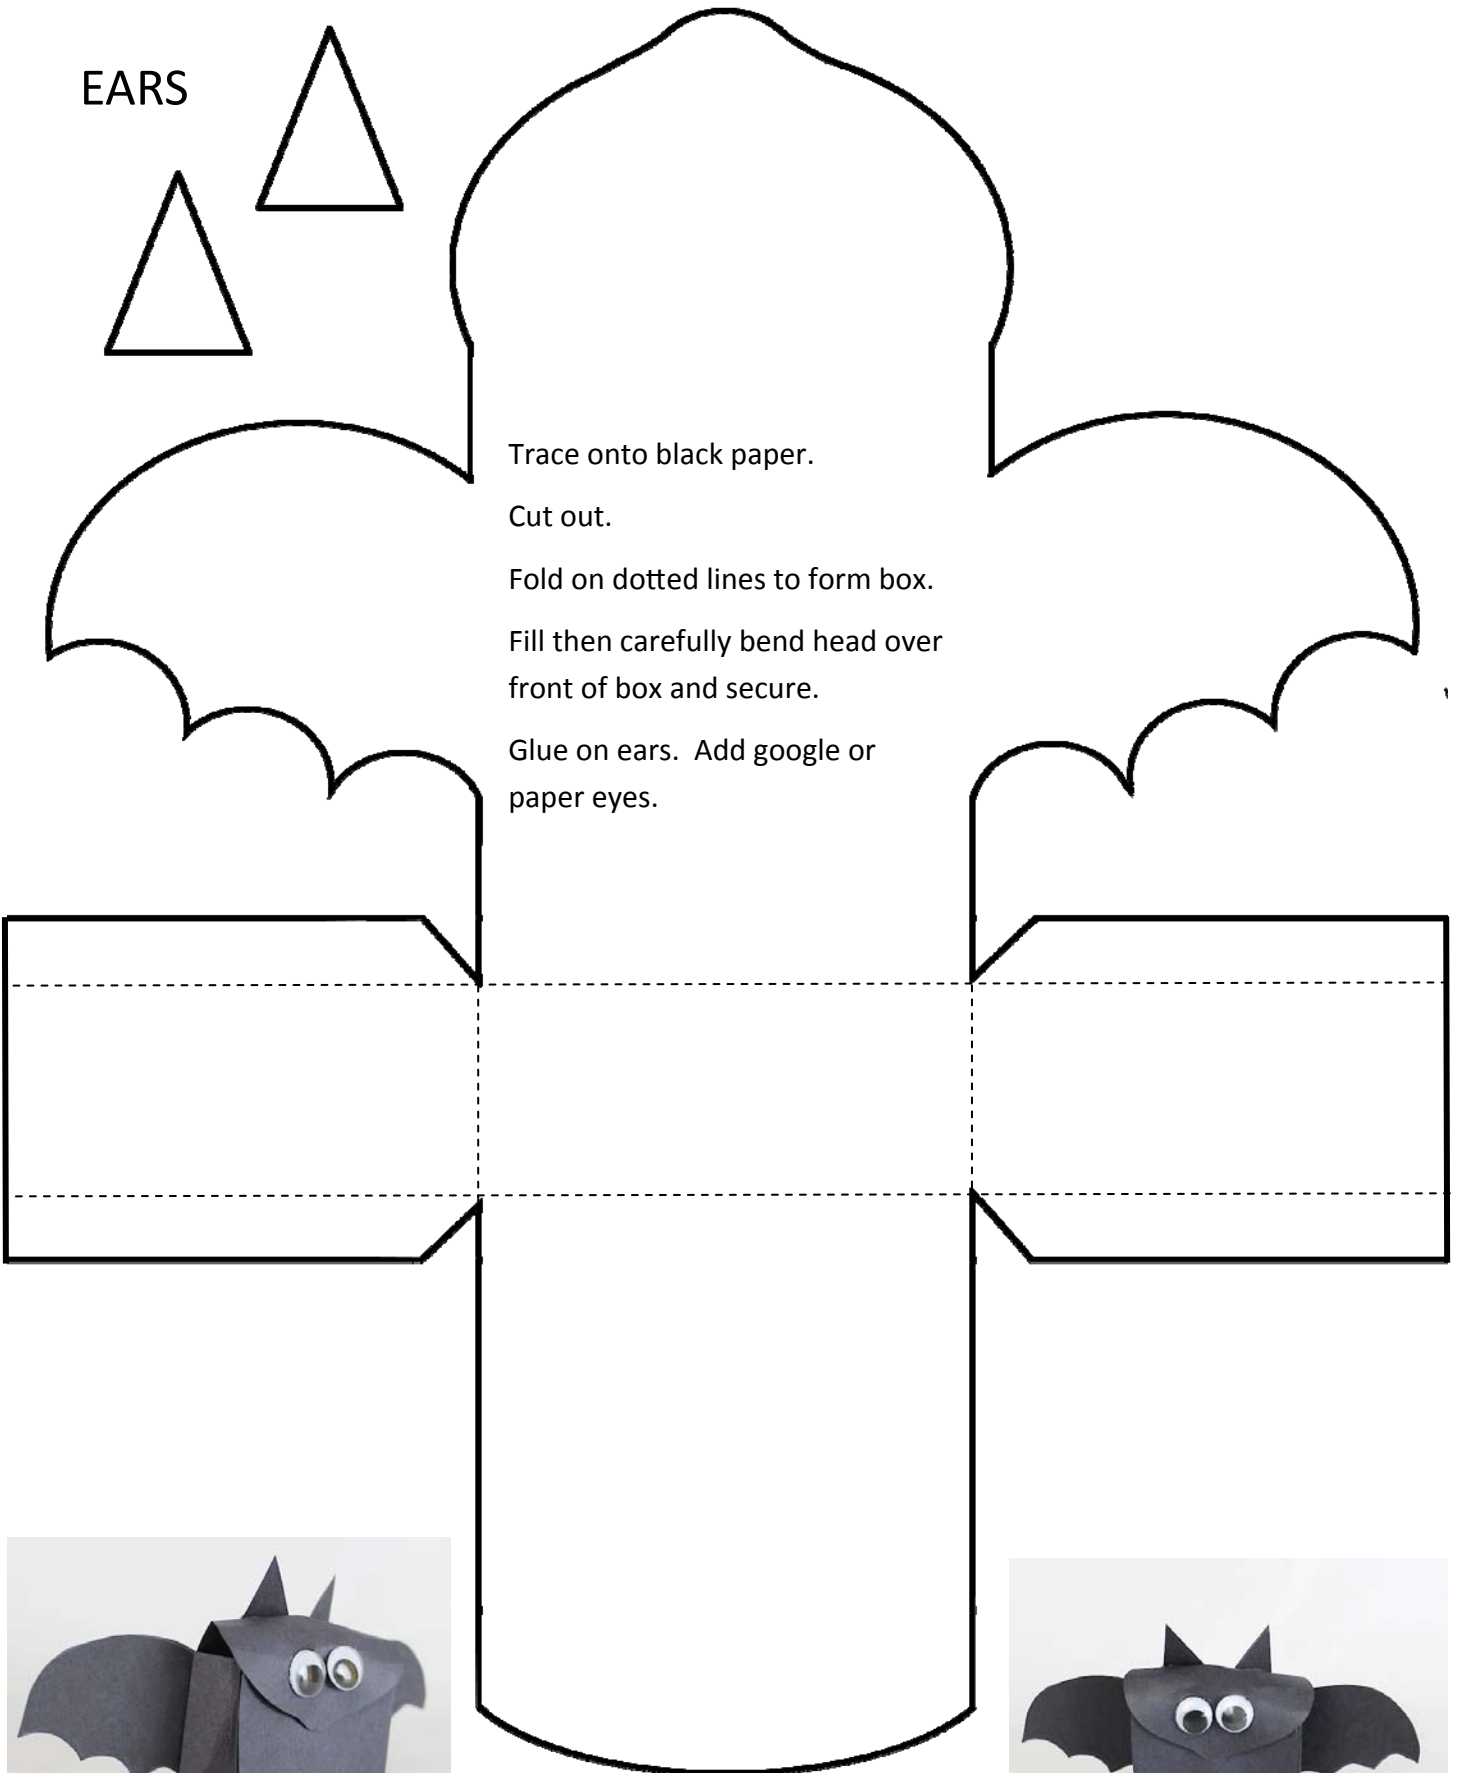 EARS
Trace onto black paper.
Cut out.
Fold on dotted lines to form box.
Fill then carefully bend head over
front of box and secure.
Glue on ears.  Add google or
paper eyes.